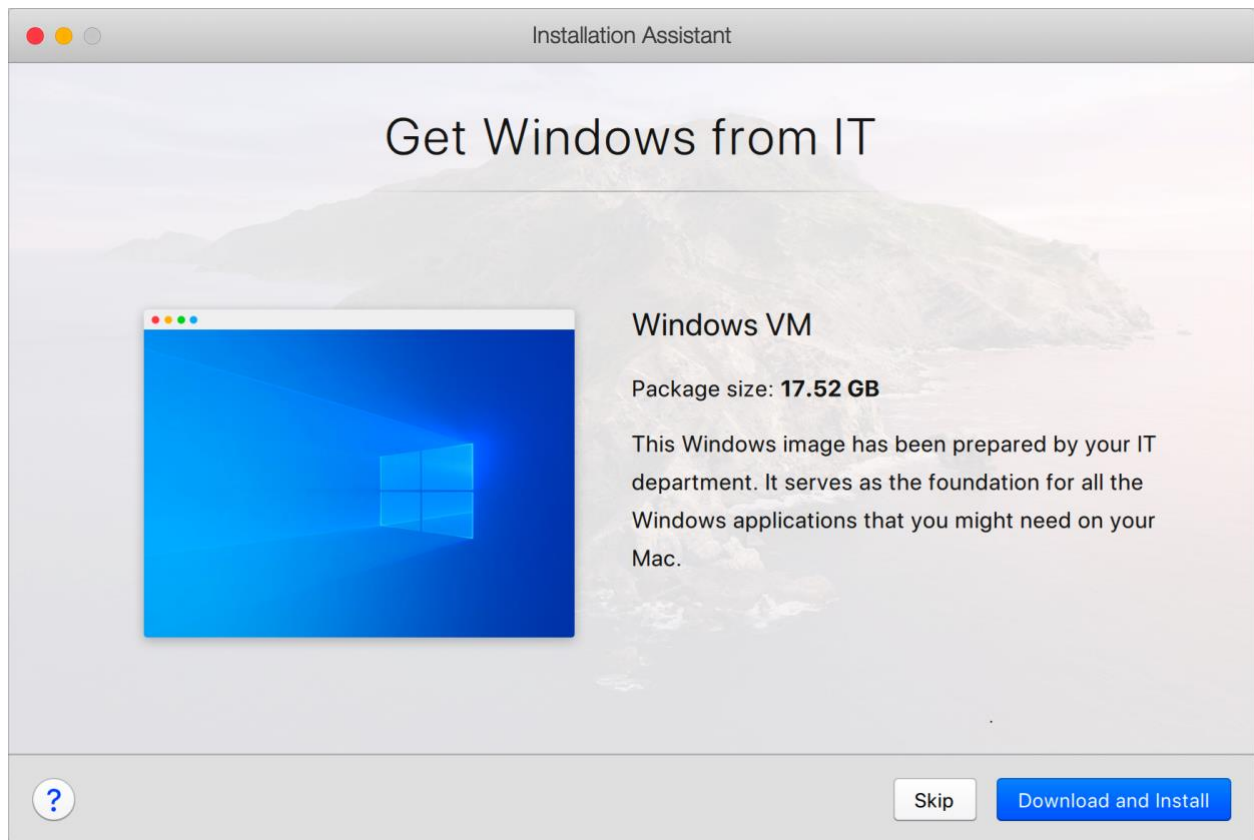 Installation Assistant
Get Windows from IT
Windows VM
Package size: 17.52 GB
This Windows image has been prepared by your IT
department. It serves as the foundation for all the
Windows applications that you might need on your
Mac.
.
?
Skip
Download and Install